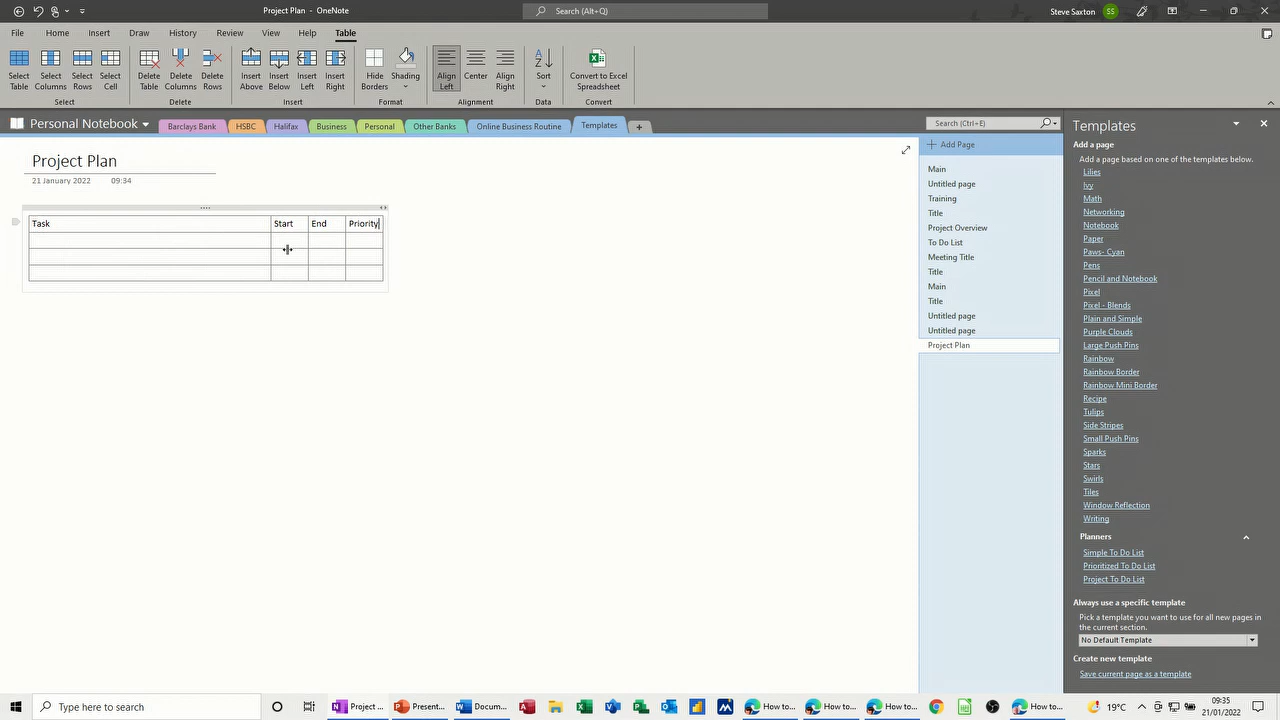 Project Plan - OneNote
Search (Alt+Q)
Steve Saxton
SS
File Home Insert Draw History Review View Help Table
Select Table
Select Columns
Select Rows
Select Cell
Delete Table
Delete Columns
Delete Rows
Insert Above
Insert Below
Insert Left
Insert Right
Hide Borders
Shading
Align Left
Center
Align Right
Sort
Convert to Excel Spreadsheet
Select Delete Insert Format Alignment Data Convert
Personal Notebook
Barclays Bank HSBC Halifax Business Personal Other Banks Online Business Routine Templates
Search (Ctrl+E)
Project Plan
21 January 2022 09:34
Task Start End Priority
Add Page
Main
Untitled page
Training
Title
Project Overview
To Do List
Meeting Title
Title
Main
Title
Untitled page
Untitled page
Project Plan
Templates
Add a page
Add a page based on one of the templates below.
Lilies
Ivy
Math
Networking
Notebook
Paper
Paws- Cyan
Pens
Pencil and Notebook
Pixel
Pixel - Blends
Plain and Simple
Purple Clouds
Large Push Pins
Rainbow
Rainbow Border
Rainbow Mini Border
Recipe
Tulips
Side Stripes
Small Push Pins
Sparks
Stars
Swirls
Tiles
Window Reflection
Writing
Planners
Simple To Do List
Prioritized To Do List
Project To Do List
Always use a specific template
Pick a template you want to use for all new pages in
the current section.
No Default Template
Create new template
Save current page as a template
Type here to search
Project ...
Present...
Docum...
How to...
How to...
How to...
How to...
19°C
09:35
21/01/2022